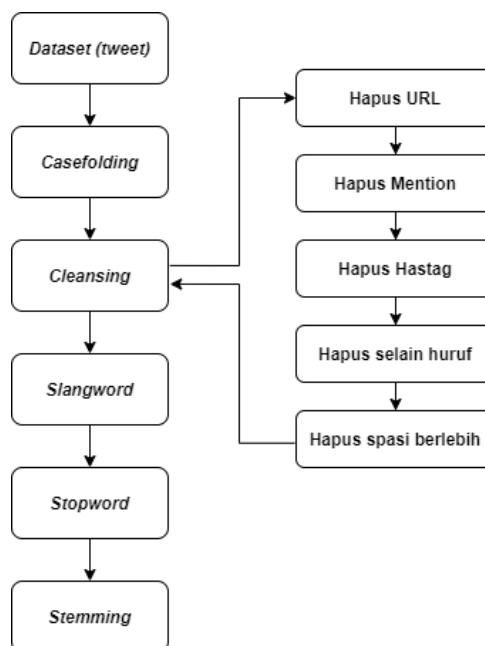 Dataset (tweet)
Casefolding
Cleansing
Slangword
Stopword
Stemming
Hapus URL
Hapus Mention
Hapus Hastag
Hapus selain huruf
Hapus spasi berlebih